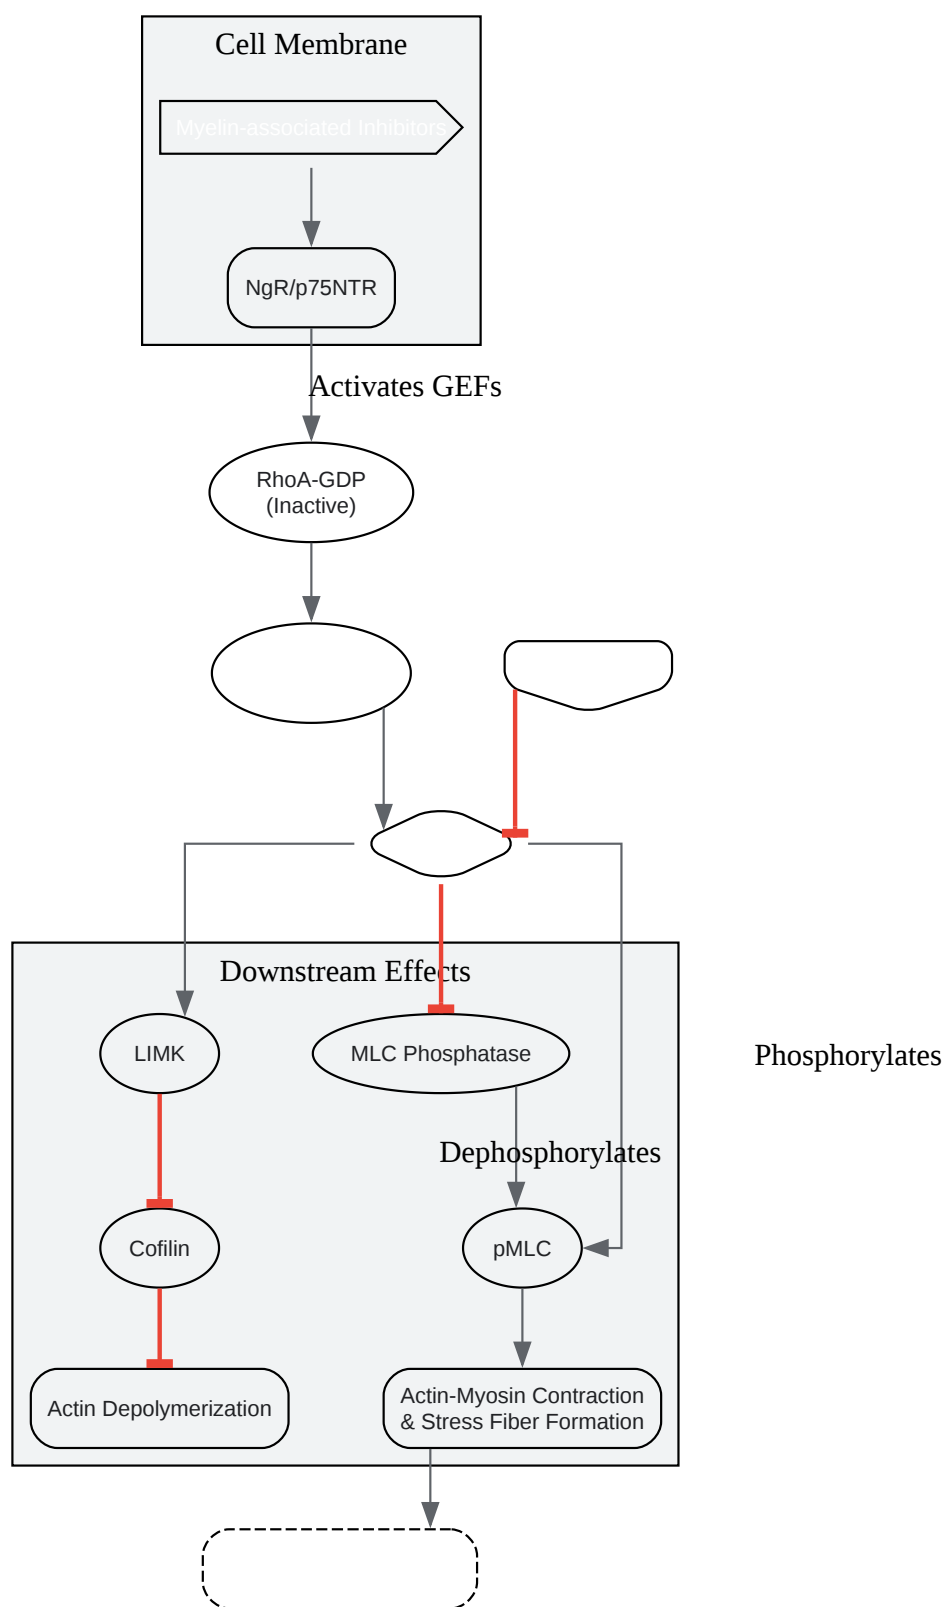 Cell Membrane
Myelin-associated Inhibitors
NgR/p75NTR
Activates GEFs
RhoA-GDP
(Inactive)
Downstream Effects
LIMK
MLC Phosphatase
Phosphorylates
Dephosphorylates
Cofilin
pMLC
Actin Depolymerization
Actin-Myosin Contraction
& Stress Fiber Formation